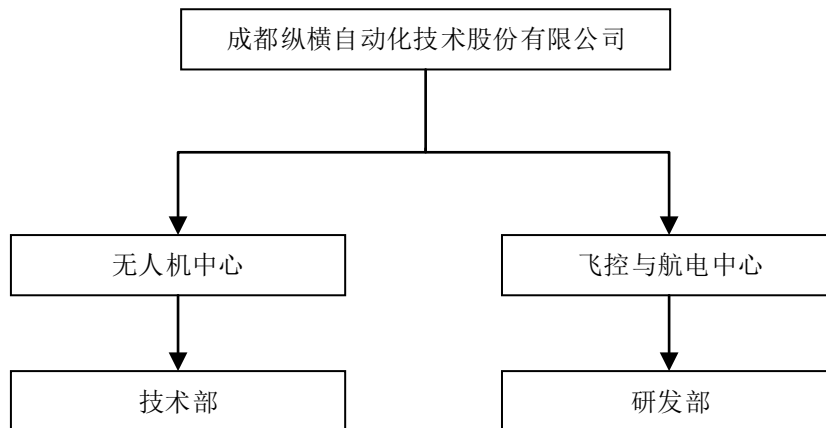 成都纵横自动化技术股份有限公司
无人机中心
飞控与航电中心
技术部
研发部